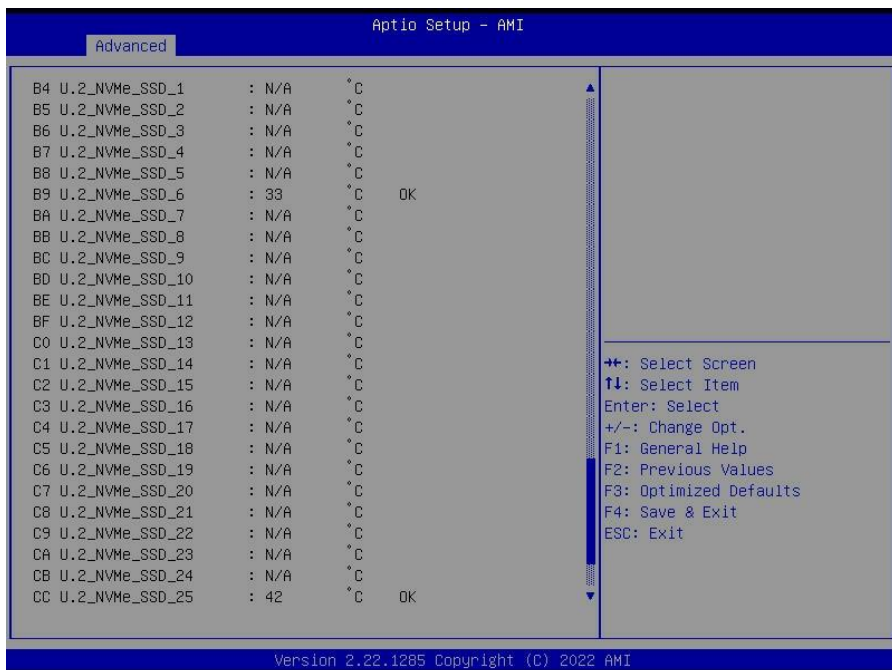 Aptio Setup - AMI
Advanced
B4 U.2_NVMe_SSD_1 : N/A °C
B5 U.2_NVMe_SSD_2 : N/A °C
B6 U.2_NVMe_SSD_3 : N/A °C
B7 U.2_NVMe_SSD_4 : N/A °C
B8 U.2_NVMe_SSD_5 : N/A °C
B9 U.2_NVMe_SSD_6 : 33 °C OK
BA U.2_NVMe_SSD_7 : N/A °C
BB U.2_NVMe_SSD_8 : N/A °C
BC U.2_NVMe_SSD_9 : N/A °C
BD U.2_NVMe_SSD_10 : N/A °C
BE U.2_NVMe_SSD_11 : N/A °C
BF U.2_NVMe_SSD_12 : N/A °C
C0 U.2_NVMe_SSD_13 : N/A °C
C1 U.2_NVMe_SSD_14 : N/A °C
C2 U.2_NVMe_SSD_15 : N/A °C
C3 U.2_NVMe_SSD_16 : N/A °C
C4 U.2_NVMe_SSD_17 : N/A °C
C5 U.2_NVMe_SSD_18 : N/A °C
C6 U.2_NVMe_SSD_19 : N/A °C
C7 U.2_NVMe_SSD_20 : N/A °C
C8 U.2_NVMe_SSD_21 : N/A °C
C9 U.2_NVMe_SSD_22 : N/A °C
CA U.2_NVMe_SSD_23 : N/A °C
CB U.2_NVMe_SSD_24 : N/A °C
CC U.2_NVMe_SSD_25 : 42 °C OK
→←: Select Screen
↑↓: Select Item
Enter: Select
+/-: Change Opt.
F1: General Help
F2: Previous Values
F3: Optimized Defaults
F4: Save & Exit
ESC: Exit
Version 2.22.1285 Copyright (C) 2022 AMI